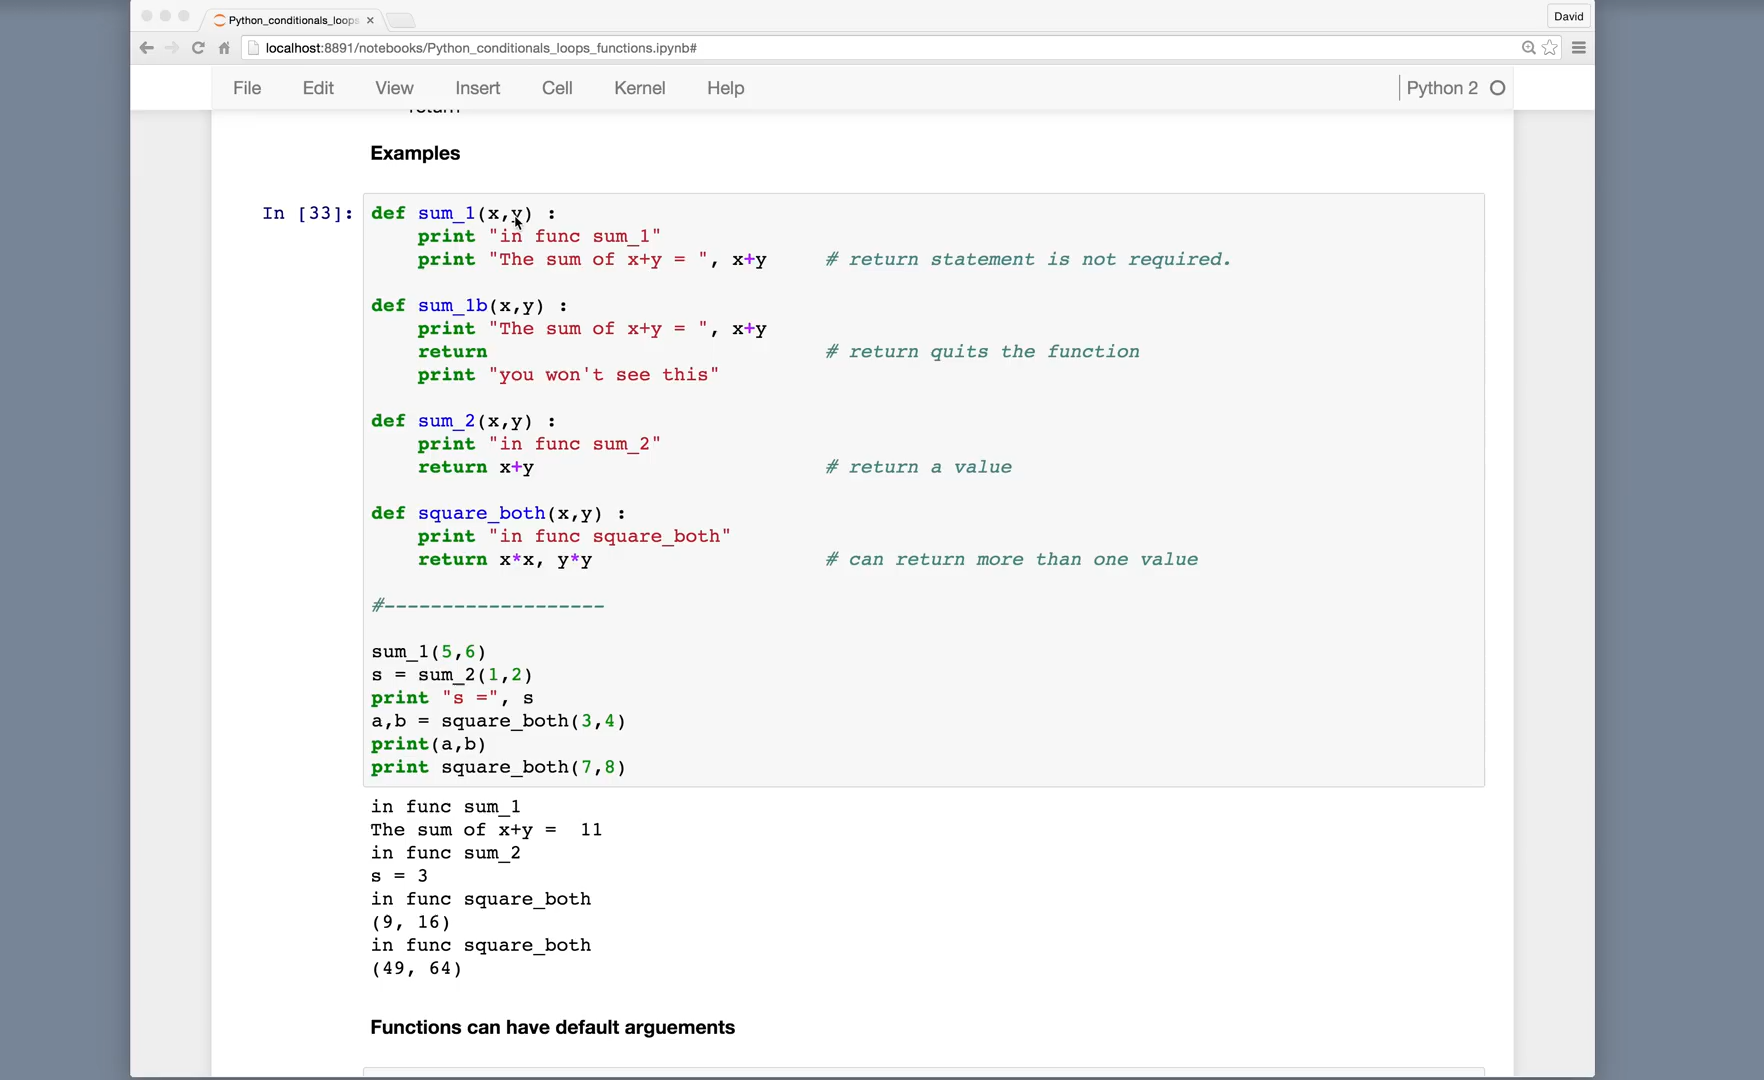 Python_conditionals_loops
David
localhost:8891/notebooks/Python_conditionals_loops_functions.ipynb#
File Edit View Insert Cell Kernel Help Python 2
return
Examples
In [33]: def sum_1(x,y) :
print "in func sum_1"
print "The sum of x+y = ", x+y # return statement is not required.
def sum_1b(x,y) :
print "The sum of x+y = ", x+y
return # return quits the function
print "you won't see this"
def sum_2(x,y) :
print "in func sum_2"
return x+y # return a value
def square_both(x,y) :
print "in func square_both"
return x*x, y*y # can return more than one value
#-------------------
sum_1(5,6)
s = sum_2(1,2)
print "s =", s
a,b = square_both(3,4)
print(a,b)
print square_both(7,8)
in func sum_1
The sum of x+y =  11
in func sum_2
s = 3
in func square_both
(9, 16)
in func square_both
(49, 64)
Functions can have default arguements